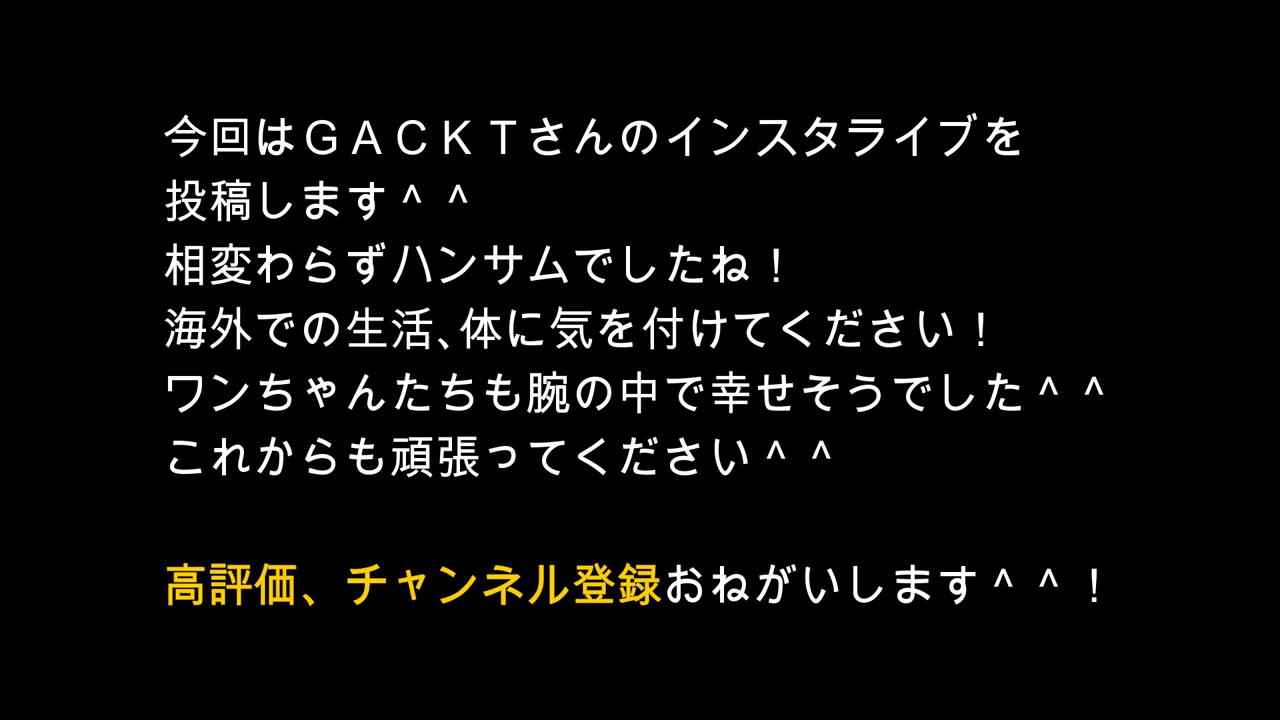 今回はＧＡＣＫＴさんのインスタライブを
投稿します＾＾
相変わらずハンサムでしたね！
海外での生活、体に気を付けてください！
ワンちゃんたちも腕の中で幸せそうでした＾＾
これからも頑張ってください＾＾
高評価、チャンネル登録おねがいします＾＾！